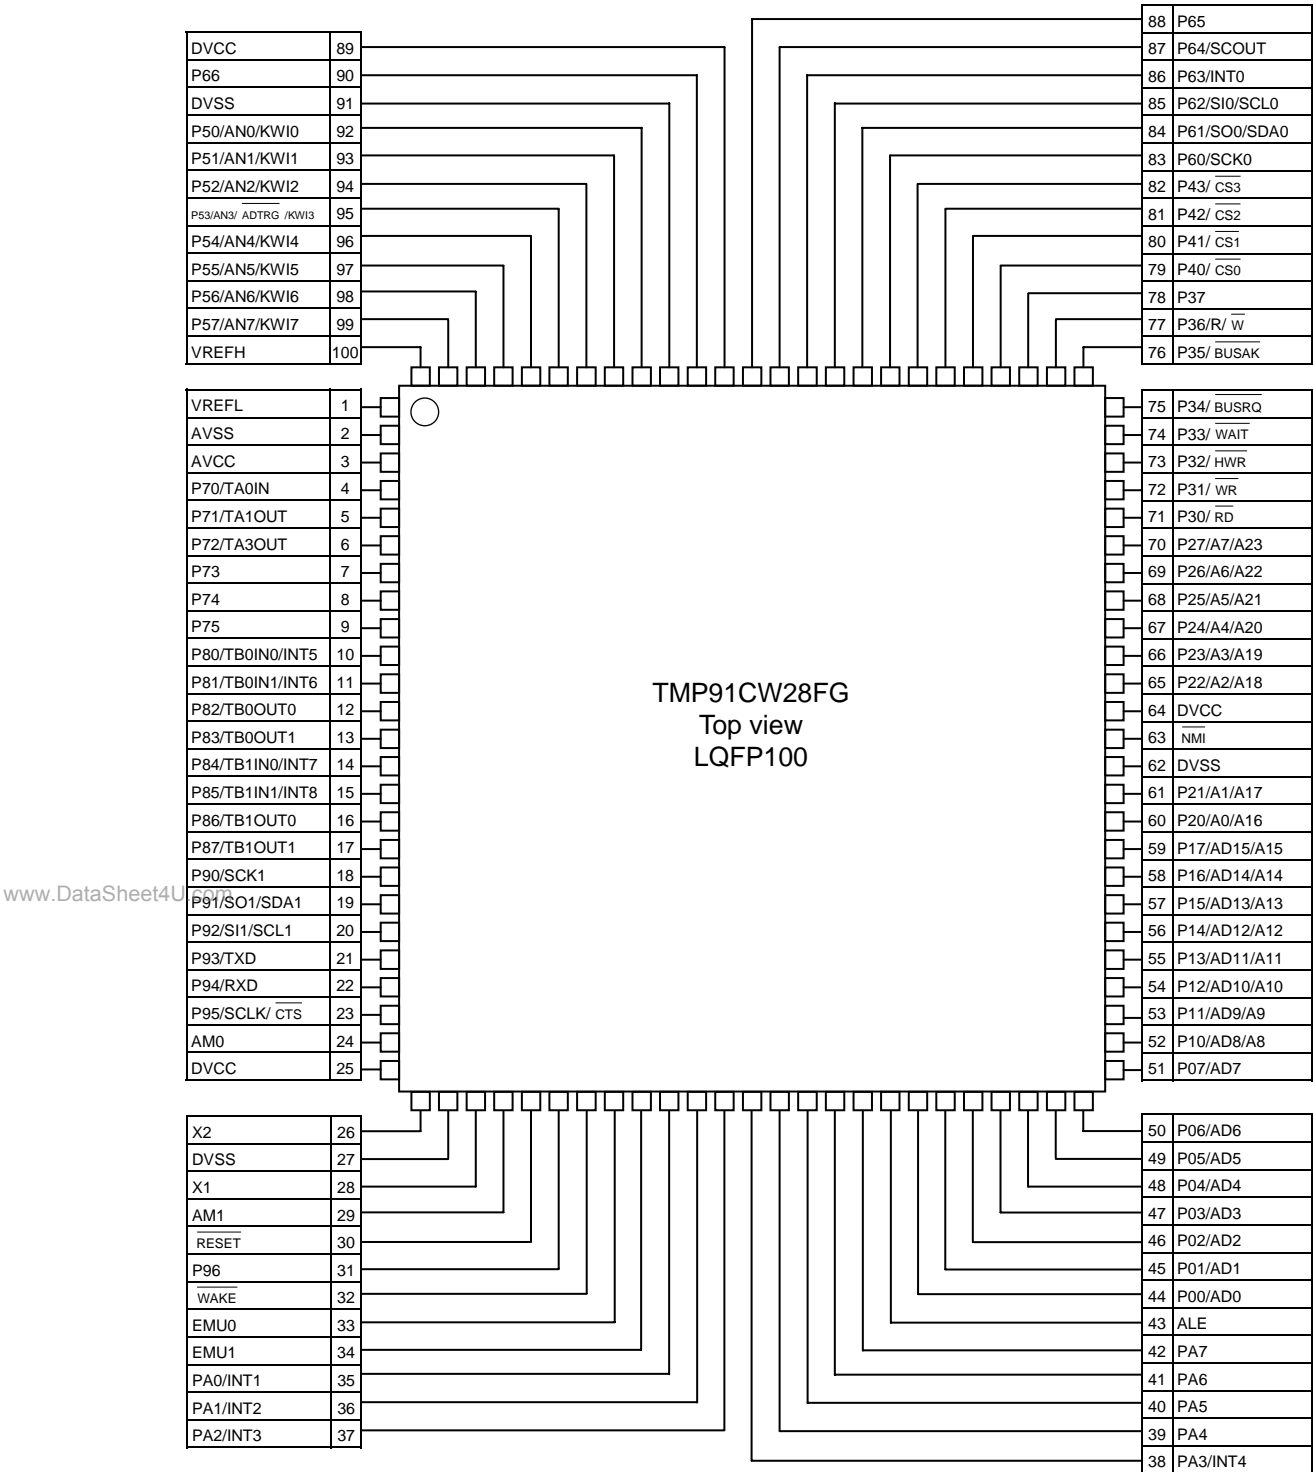 88 P65
87 P64/SCOUT
86 P63/INT0
85 P62/SI0/SCL0
84 P61/SO0/SDA0
83 P60/SCK0
82 P43/ CS3
81 P42/ CS2
80 P41/ CS1
79 P40/ CS0
78 P37
77 P36/R/ W
76 P35/ BUSAK
DVCC 89
P66 90
DVSS 91
P50/AN0/KWI0 92
P51/AN1/KWI1 93
P52/AN2/KWI2 94
P53/AN3/ ADTRG /KWI3 95
P54/AN4/KWI4 96
P55/AN5/KWI5 97
P56/AN6/KWI6 98
P57/AN7/KWI7 99
VREFH 100
VREFL 1
AVSS 2
AVCC 3
P70/TA0IN 4
P71/TA1OUT 5
P72/TA3OUT 6
P73 7
P74 8
P75 9
P80/TB0IN0/INT5 10
P81/TB0IN1/INT6 11
P82/TB0OUT0 12
P83/TB0OUT1 13
P84/TB1IN0/INT7 14
P85/TB1IN1/INT8 15
P86/TB1OUT0 16
P87/TB1OUT1 17
P90/SCK1 18
P91/SO1/SDA1 19
P92/SI1/SCL1 20
P93/TXD 21
P94/RXD 22
P95/SCLK/ CTS 23
AM0 24
DVCC 25
www.DataSheet4U.com
TMP91CW28FG
Top view
LQFP100
75 P34/ BUSRQ
74 P33/ WAIT
73 P32/ HWR
72 P31/ WR
71 P30/ RD
70 P27/A7/A23
69 P26/A6/A22
68 P25/A5/A21
67 P24/A4/A20
66 P23/A3/A19
65 P22/A2/A18
64 DVCC
63 NMI
62 DVSS
61 P21/A1/A17
60 P20/A0/A16
59 P17/AD15/A15
58 P16/AD14/A14
57 P15/AD13/A13
56 P14/AD12/A12
55 P13/AD11/A11
54 P12/AD10/A10
53 P11/AD9/A9
52 P10/AD8/A8
51 P07/AD7
X2 26
DVSS 27
X1 28
AM1 29
RESET 30
P96 31
WAKE 32
EMU0 33
EMU1 34
PA0/INT1 35
PA1/INT2 36
PA2/INT3 37
50 P06/AD6
49 P05/AD5
48 P04/AD4
47 P03/AD3
46 P02/AD2
45 P01/AD1
44 P00/AD0
43 ALE
42 PA7
41 PA6
40 PA5
39 PA4
38 PA3/INT4